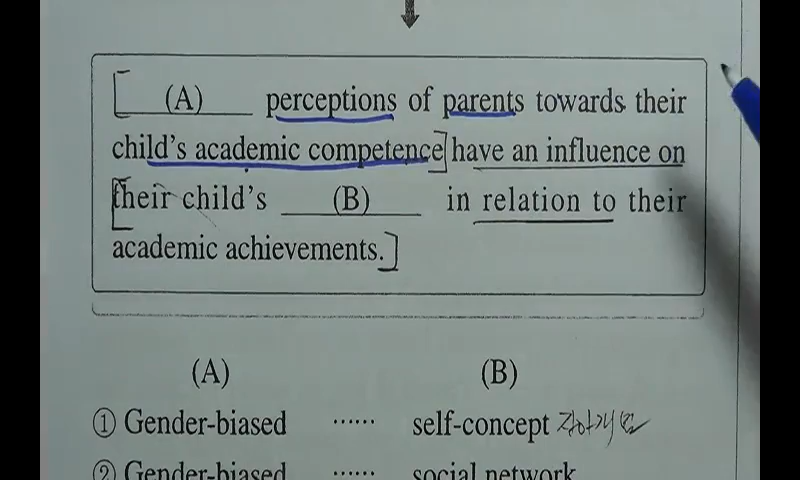 (A) perceptions of parents towards their
child's academic competence have an influence on
their child's (B) in relation to their
academic achievements.
(A) (B)
① Gender-biased ...... self-concept 자아개념
② Gender-biased ...... social network